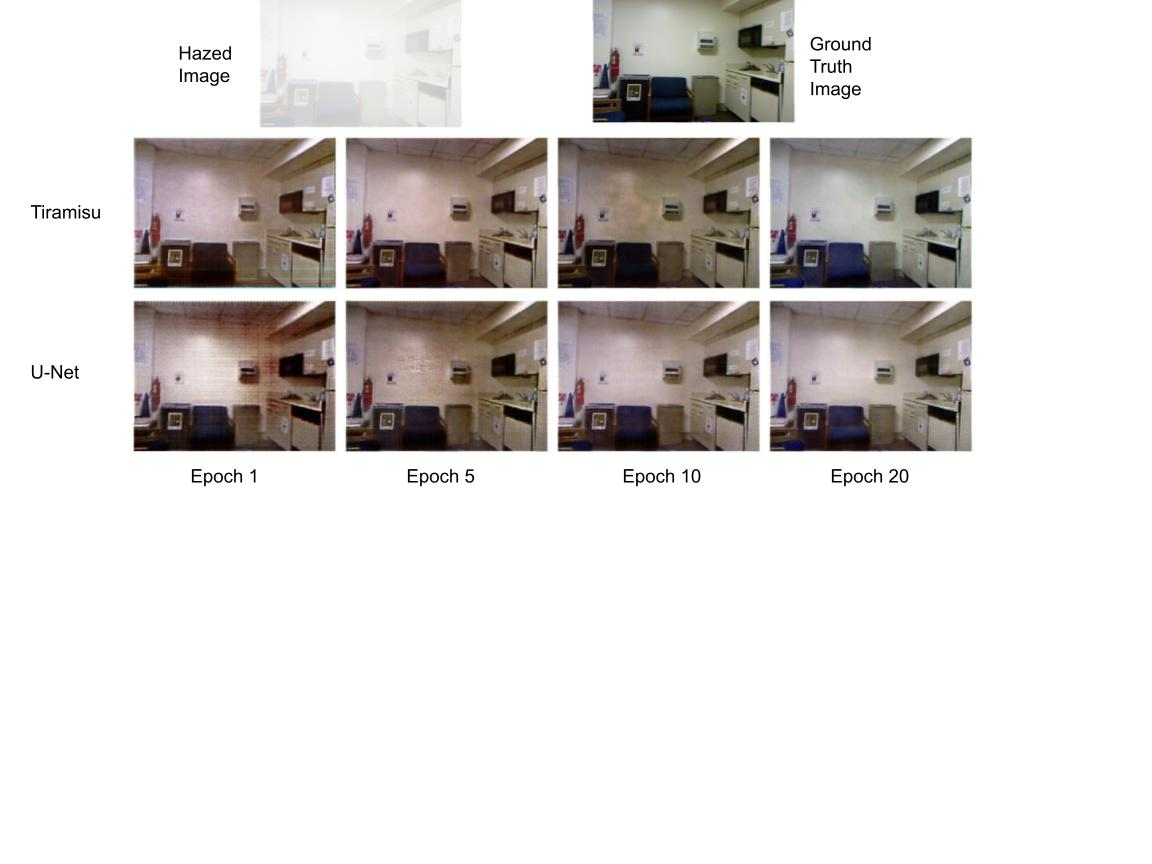 Hazed
Image
Ground
Truth
Image
Tiramisu
U-Net
Epoch 1
Epoch 5
Epoch 10
Epoch 20